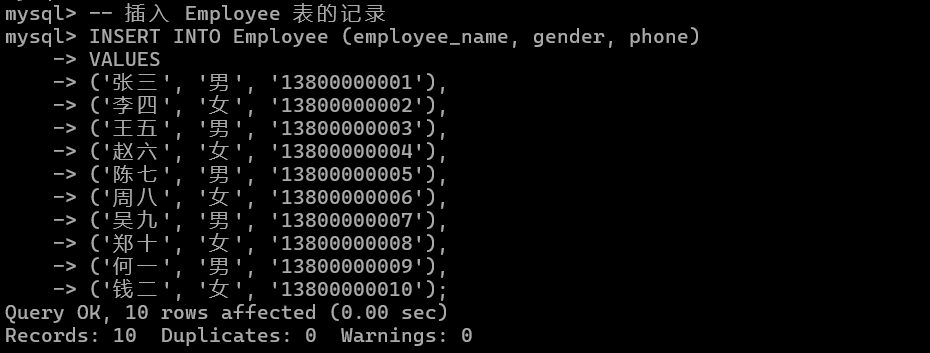 mysql> -- 插入 Employee 表的记录
mysql> INSERT INTO Employee (employee_name, gender, phone)
    -> VALUES
    -> ('张三', '男', '13800000001'),
    -> ('李四', '女', '13800000002'),
    -> ('王五', '男', '13800000003'),
    -> ('赵六', '女', '13800000004'),
    -> ('陈七', '男', '13800000005'),
    -> ('周八', '女', '13800000006'),
    -> ('吴九', '男', '13800000007'),
    -> ('郑十', '女', '13800000008'),
    -> ('何一', '男', '13800000009'),
    -> ('钱二', '女', '13800000010');
Query OK, 10 rows affected (0.00 sec)
Records: 10  Duplicates: 0  Warnings: 0